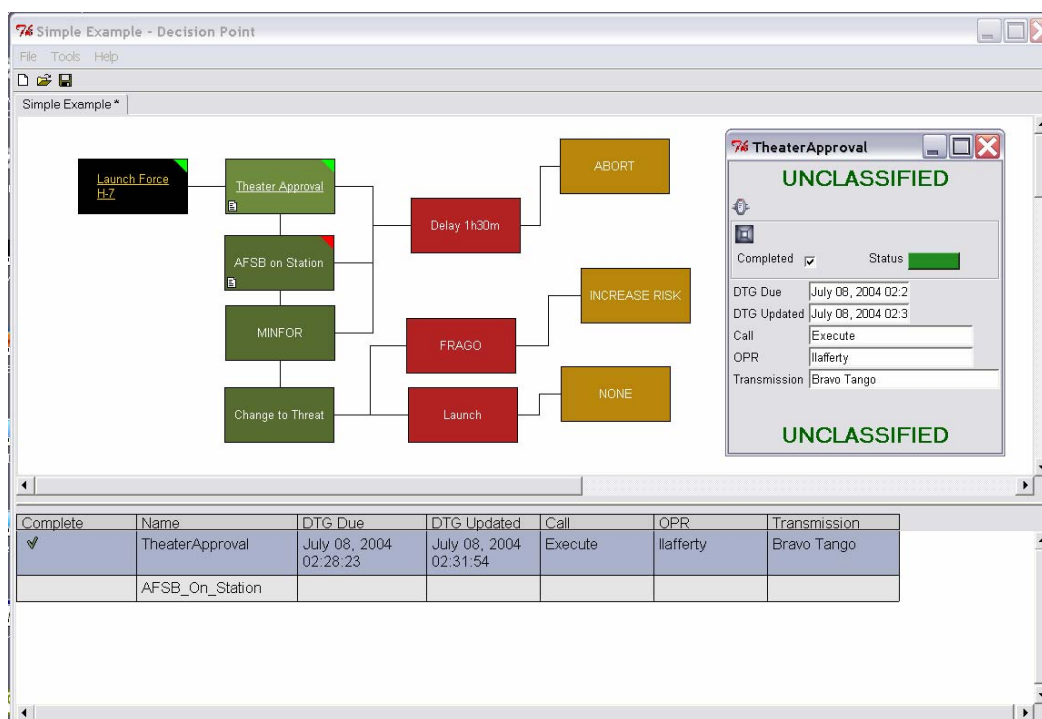 Simple Example - Decision Point
File Tools Help
Simple Example *
Launch Force
H-7
Theater Approval
AFSB on Station
MINFOR
Change to Threat
Delay 1h30m
FRAGO
Launch
ABORT
INCREASE RISK
NONE
TheaterApproval
UNCLASSIFIED
Completed Status
DTG Due July 08, 2004 02:2
DTG Updated July 08, 2004 02:3
Call Execute
OPR llafferty
Transmission Bravo Tango
UNCLASSIFIED
Complete Name DTG Due DTG Updated Call OPR Transmission
TheaterApproval July 08, 2004 July 08, 2004 Execute llafferty Bravo Tango
02:28:23 02:31:54
AFSB_On_Station